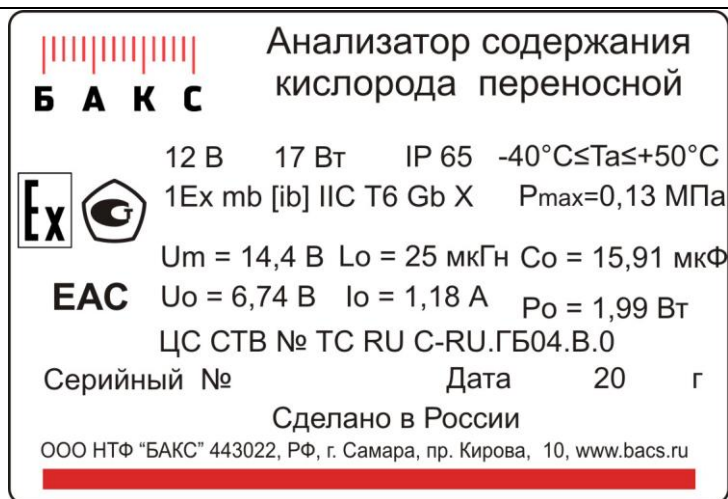 БАКС
Анализатор содержания
кислорода переносной
12 В 17 Вт IP 65 -40°C≤Ta≤+50°C
1Ex mb [ib] IIC T6 Gb X Pmax=0,13 МПа
Ex
Um = 14,4 В Lo = 25 мкГн Co = 15,91 мкФ
EAC Uo = 6,74 В Io = 1,18 А Po = 1,99 Вт
ЦС СТВ № ТС RU C-RU.ГБ04.В.0
Серийный № Дата 20 г
Сделано в России
ООО НТФ “БАКС” 443022, РФ, г. Самара, пр. Кирова, 10, www.bacs.ru